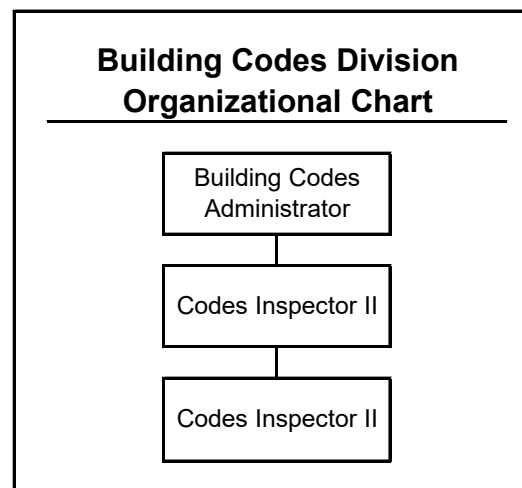 Building Codes Division
Organizational Chart
Building Codes
Administrator
Codes Inspector II
Codes Inspector II